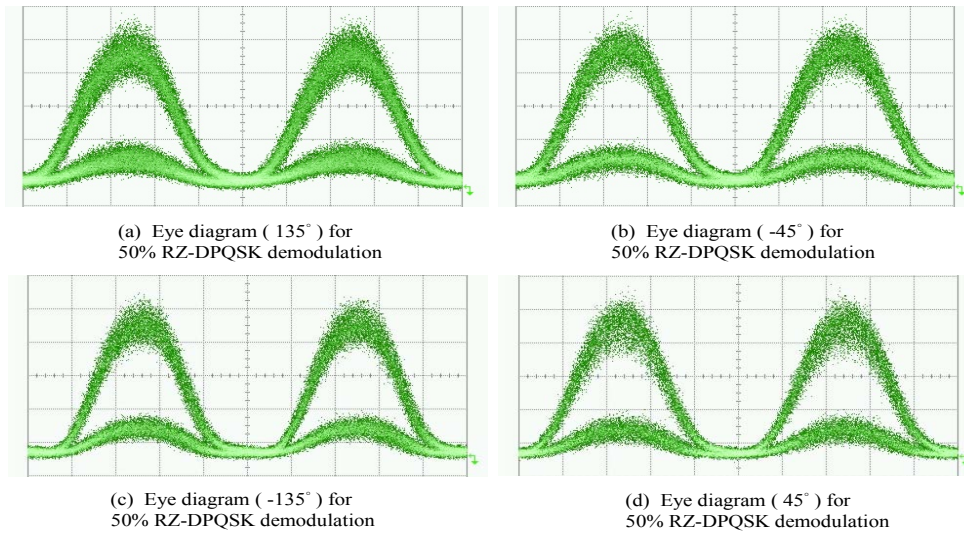 (a) Eye diagram ( 135° ) for
50% RZ-DPQSK demodulation
(b) Eye diagram ( -45° ) for
50% RZ-DPQSK demodulation
(c) Eye diagram ( -135° ) for
50% RZ-DPQSK demodulation
(d) Eye diagram ( 45° ) for
50% RZ-DPQSK demodulation